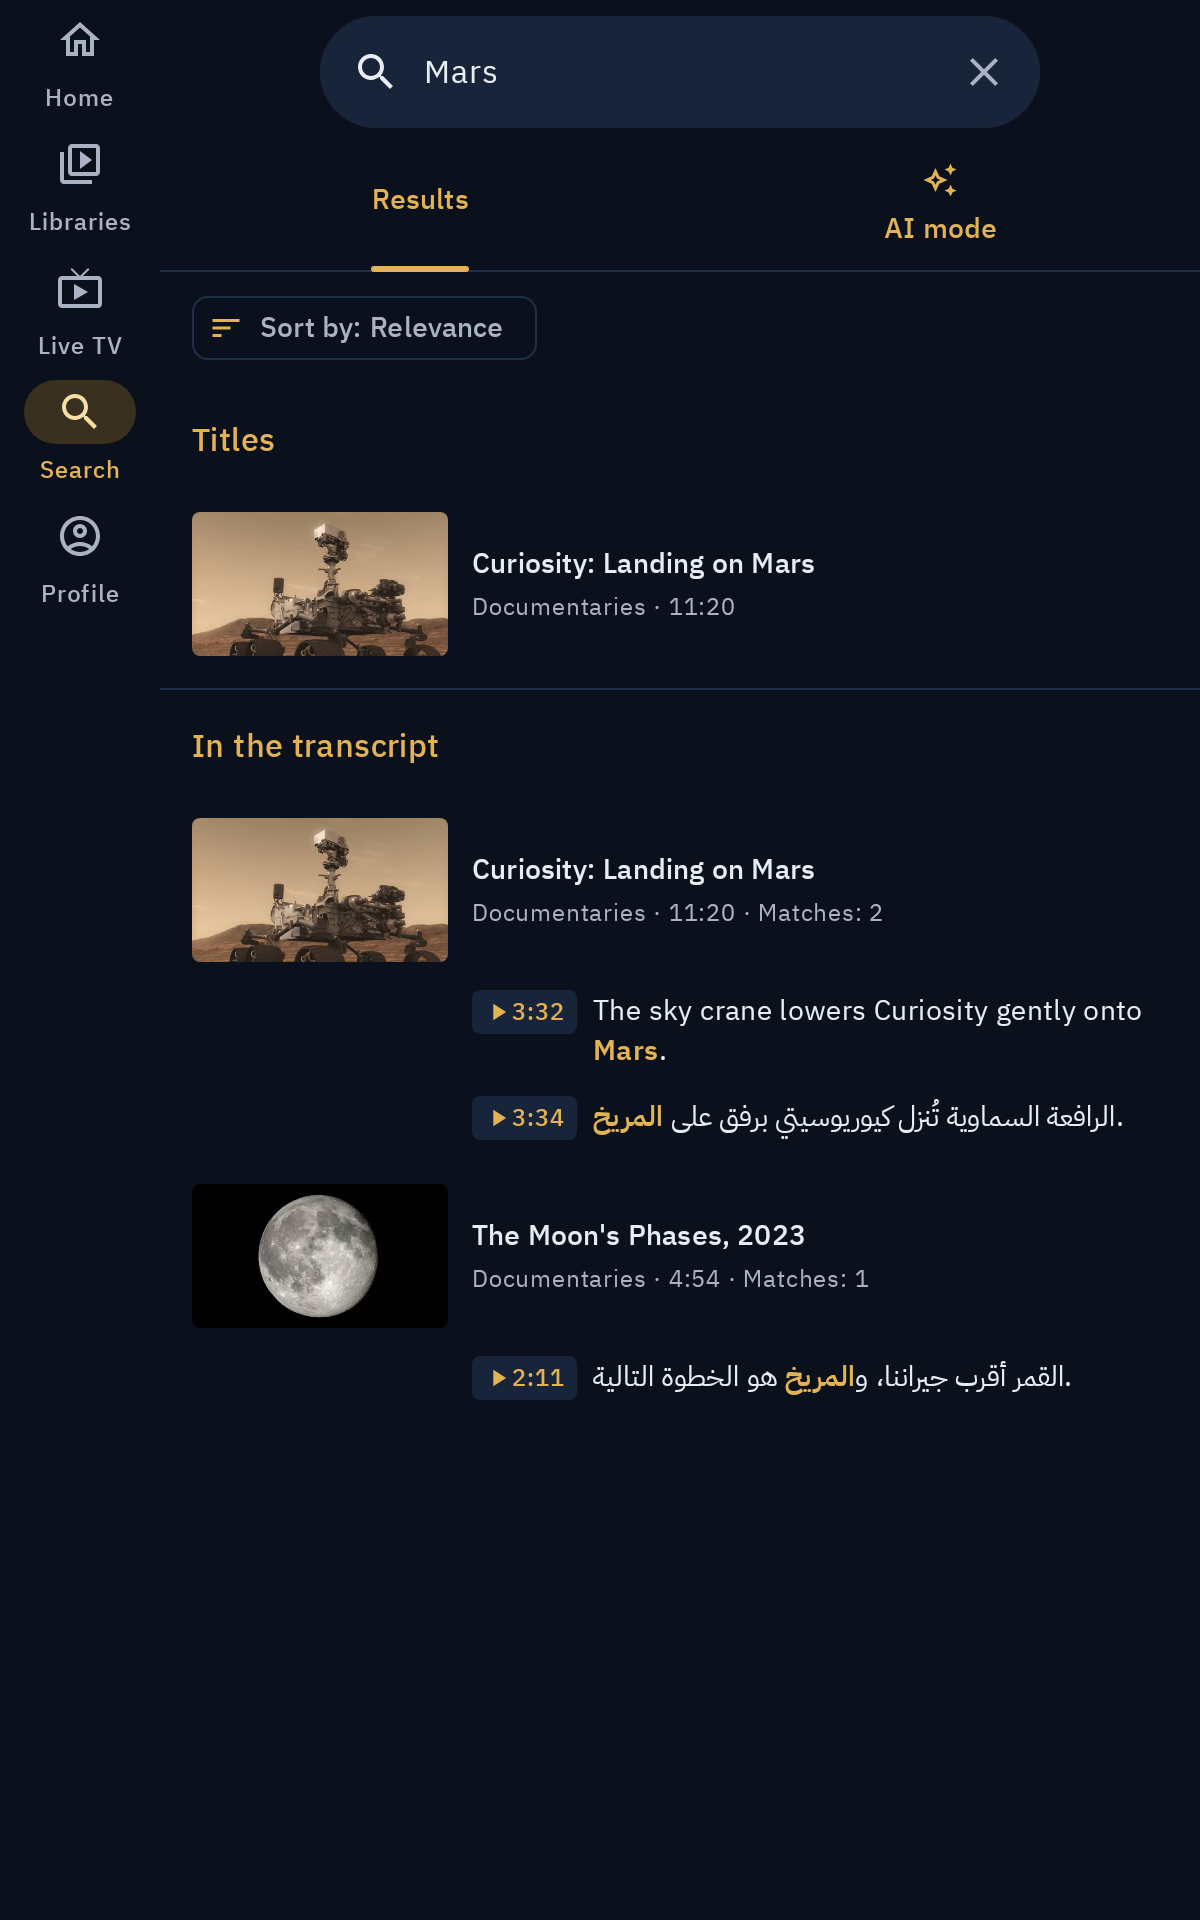 Home
Libraries
Live TV
Search
Profile
Mars
Results
AI mode
Sort by: Relevance
Titles
Curiosity: Landing on Mars
Documentaries · 11:20
In the transcript
Curiosity: Landing on Mars
Documentaries · 11:20 · Matches: 2
3:32 The sky crane lowers Curiosity gently onto
Mars.
3:34 الرافعة السماوية تُنزل كيوريوسيتي برفق على المريخ.
The Moon's Phases, 2023
Documentaries · 4:54 · Matches: 1
2:11 القمر أقرب جيراننا، والمريخ هو الخطوة التالية.